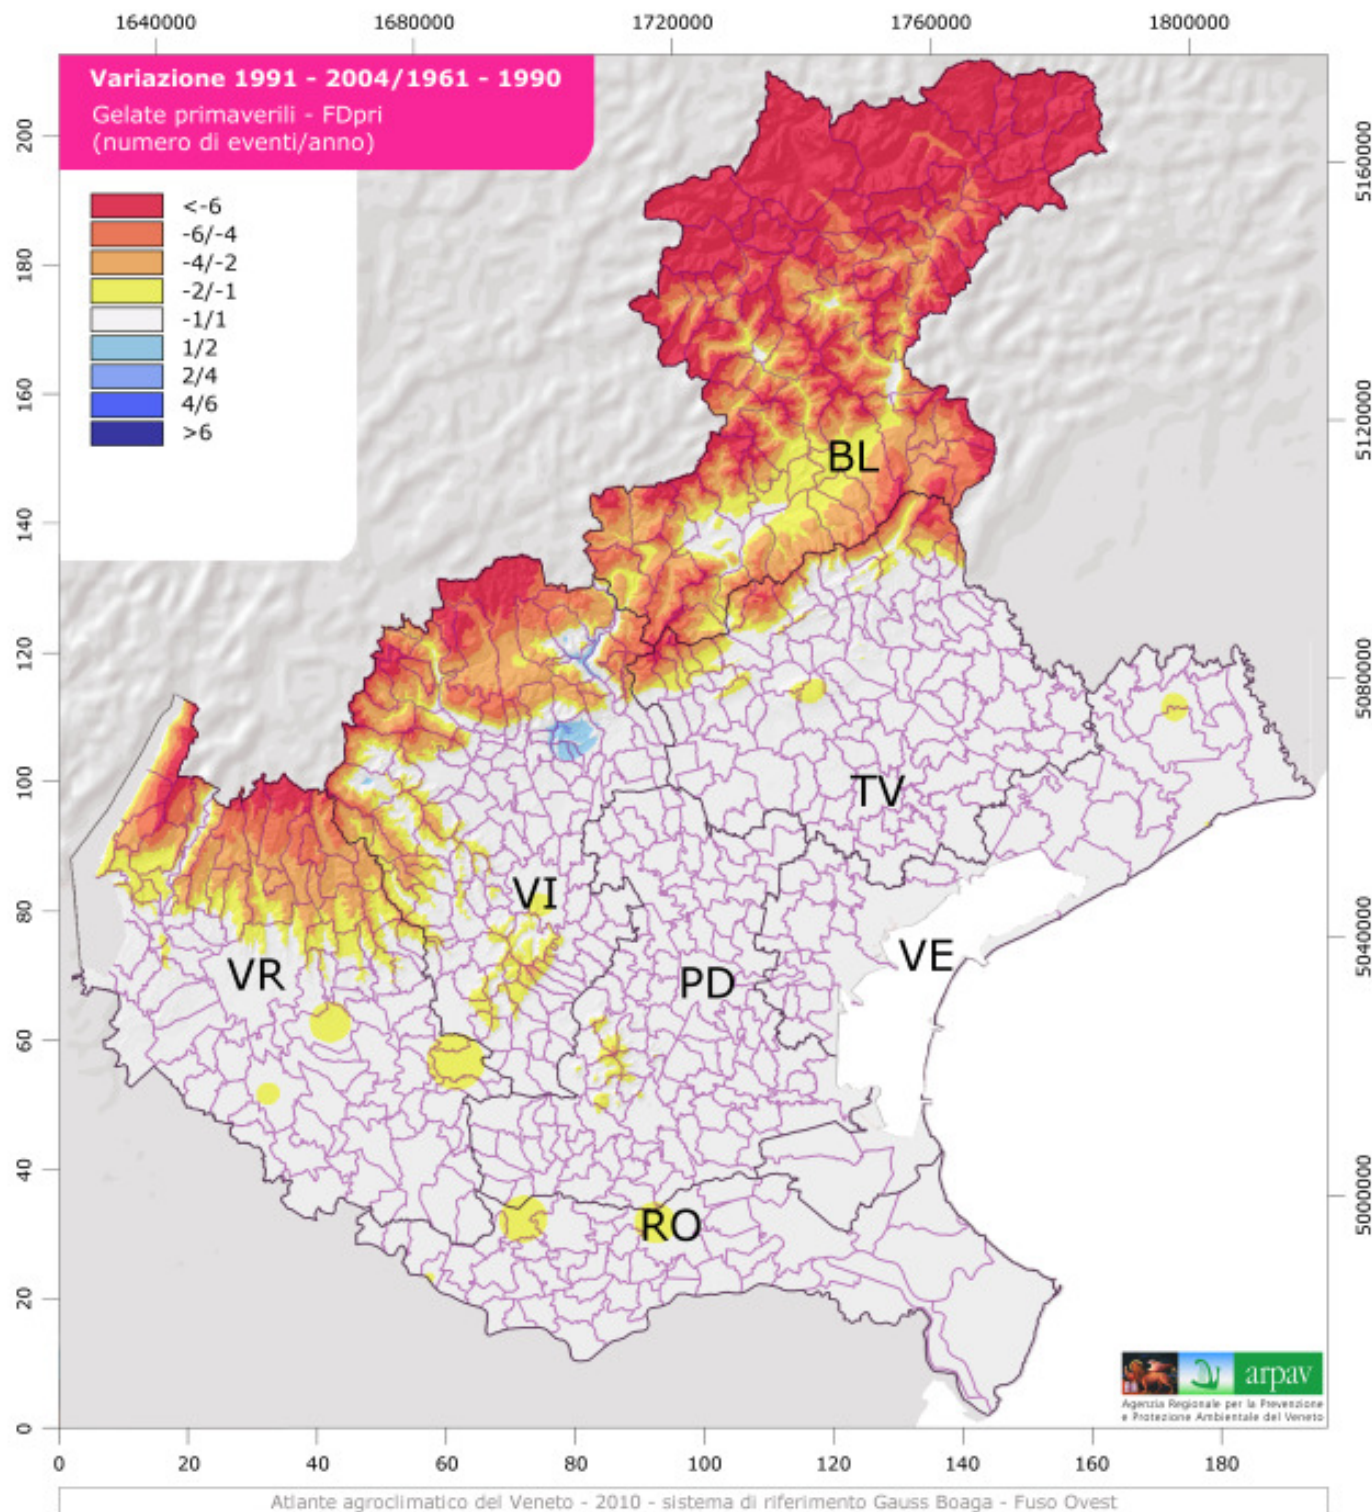 1640000 1680000 1720000 1760000 1800000
Variazione 1991 - 2004/1961 - 1990
Gelate primaverili - FDpri
(numero di eventi/anno)
<-6
-6/-4
-4/-2
-2/-1
-1/1
1/2
2/4
4/6
>6
200
180
160
140
120
100
80
60
40
20
0
5160000
5120000
5080000
5040000
5000000
BL
TV
VI
VE
VR
PD
RO
arpav
Agenzia Regionale per la Prevenzione
e Protezione Ambientale del Veneto
0 20 40 60 80 100 120 140 160 180
Atlante agroclimatico del Veneto - 2010 - sistema di riferimento Gauss Boaga - Fuso Ovest